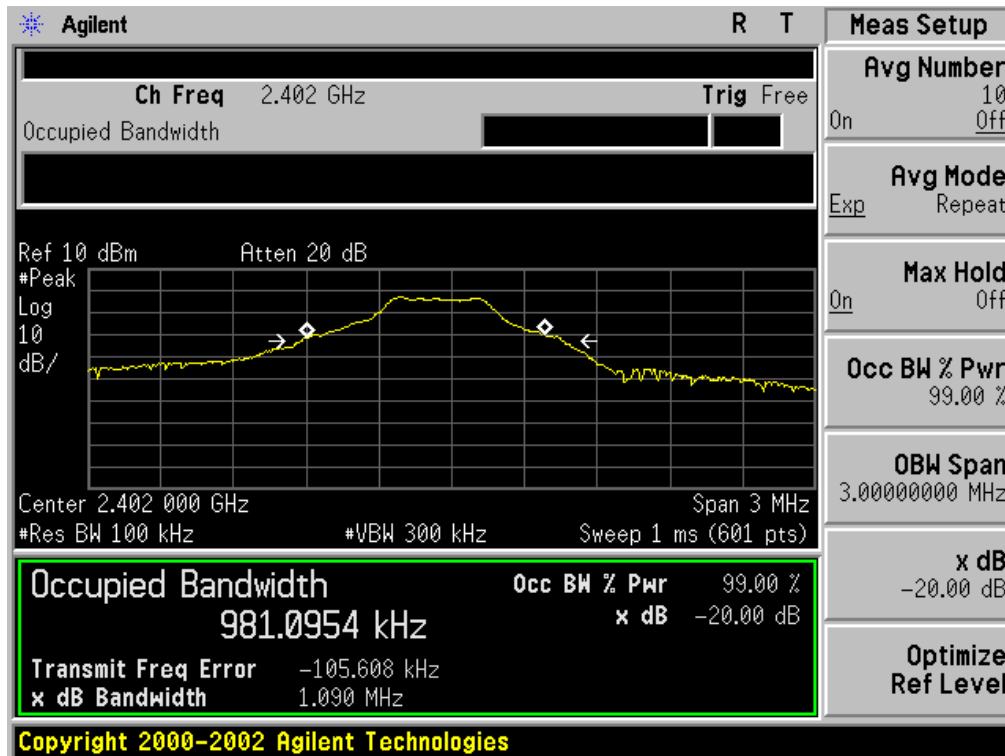 Agilent R T
Ch Freq 2.402 GHz Trig Free
Occupied Bandwidth
Ref 10 dBm Atten 20 dB
#Peak
Log
10
dB/
Center 2.402 000 GHz Span 3 MHz
#Res BW 100 kHz #VBW 300 kHz Sweep 1 ms (601 pts)
Occupied Bandwidth
981.0954 kHz
Occ BW % Pwr 99.00 %
x dB -20.00 dB
Transmit Freq Error -105.608 kHz
x dB Bandwidth 1.090 MHz
Copyright 2000-2002 Agilent Technologies
Meas Setup
Avg Number
10
On Off
Avg Mode
Exp Repeat
Max Hold
On Off
Occ BW % Pwr
99.00 %
OBW Span
3.00000000 MHz
x dB
-20.00 dB
Optimize
Ref Level